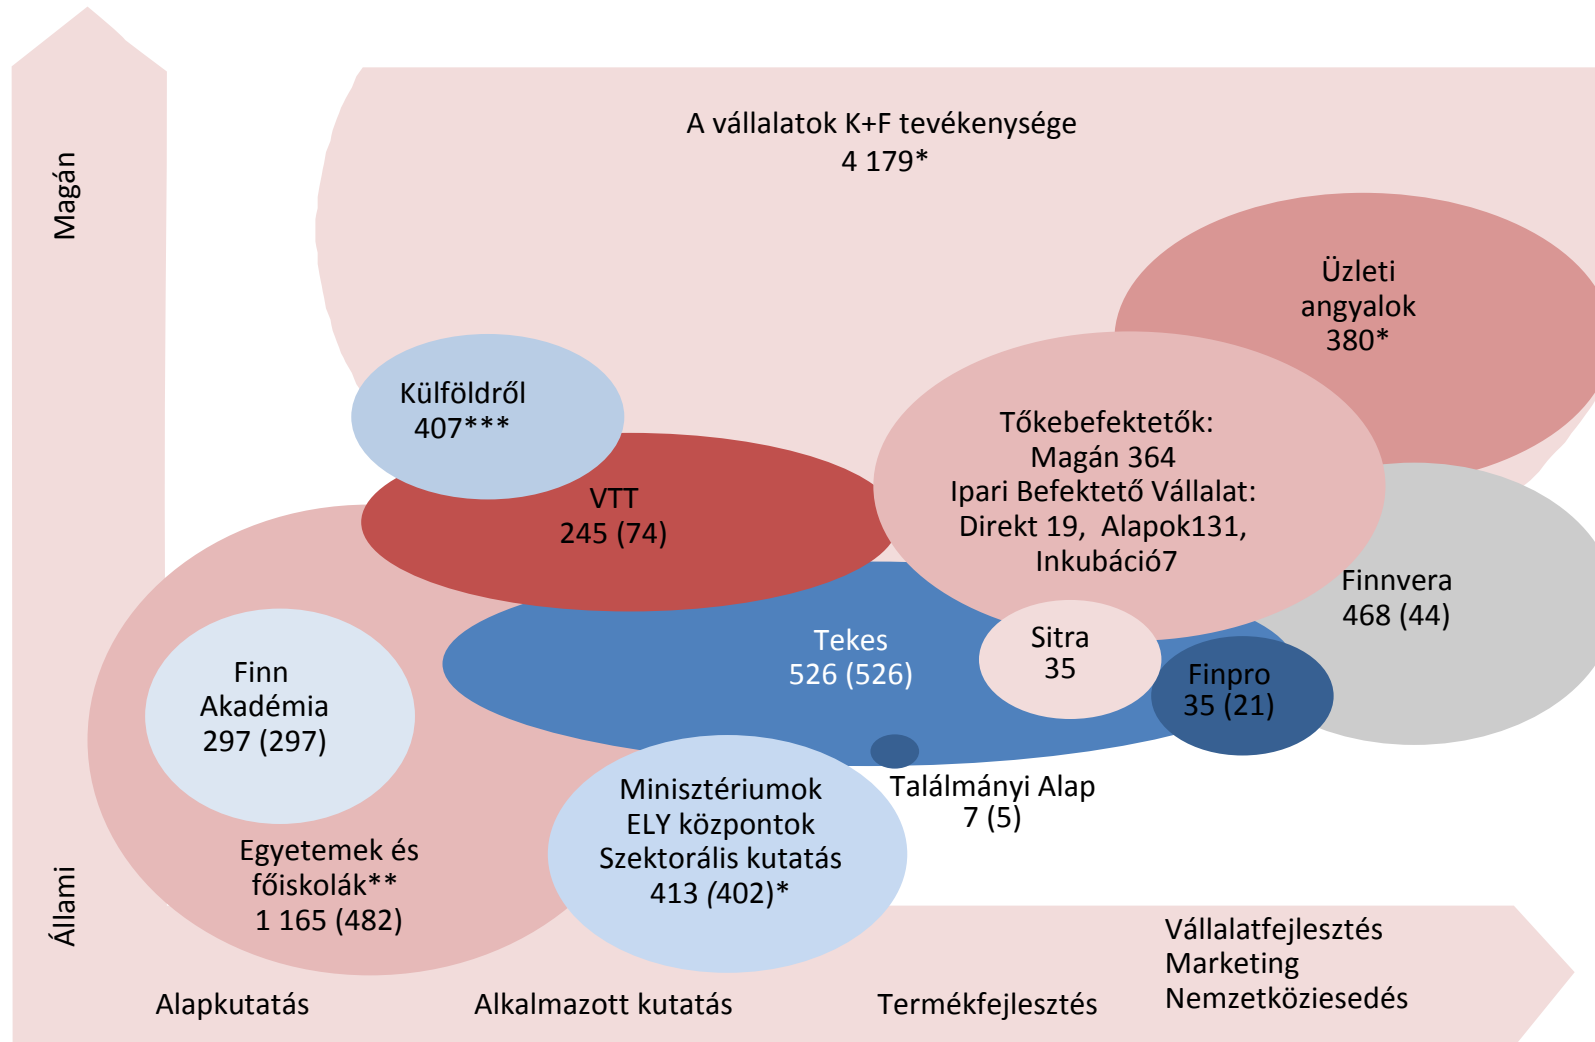 A vállalatok K+F tevékenysége
4 179*
Magán
Üzleti
angyalok
380*
Külföldről
407***
Tőkebefektetők:
Magán 364
Ipari Befektető Vállalat:
Direkt 19,  Alapok131,
Inkubáció7
VTT
245 (74)
Finnvera
468 (44)
Tekes
526 (526)
Sitra
35
Finpro
35 (21)
Finn
Akadémia
297 (297)
Találmányi Alap
7 (5)
Minisztériumok
ELY központok
Szektorális kutatás
413 (402)*
Egyetemek és
főiskolák**
1 165 (482)
Állami
Alapkutatás
Alkalmazott kutatás
Termékfejlesztés
Vállalatfejlesztés
Marketing
Nemzetköziesedés